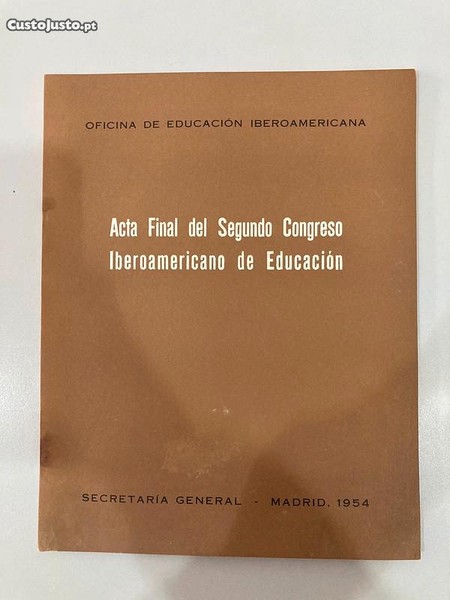 CustoJusto.pt
OFICINA DE EDUCACIÓN IBEROAMERICANA
Acta Final del Segundo Congreso
Iberoamericano de Educación
SECRETARÍA GENERAL - MADRID, 1954